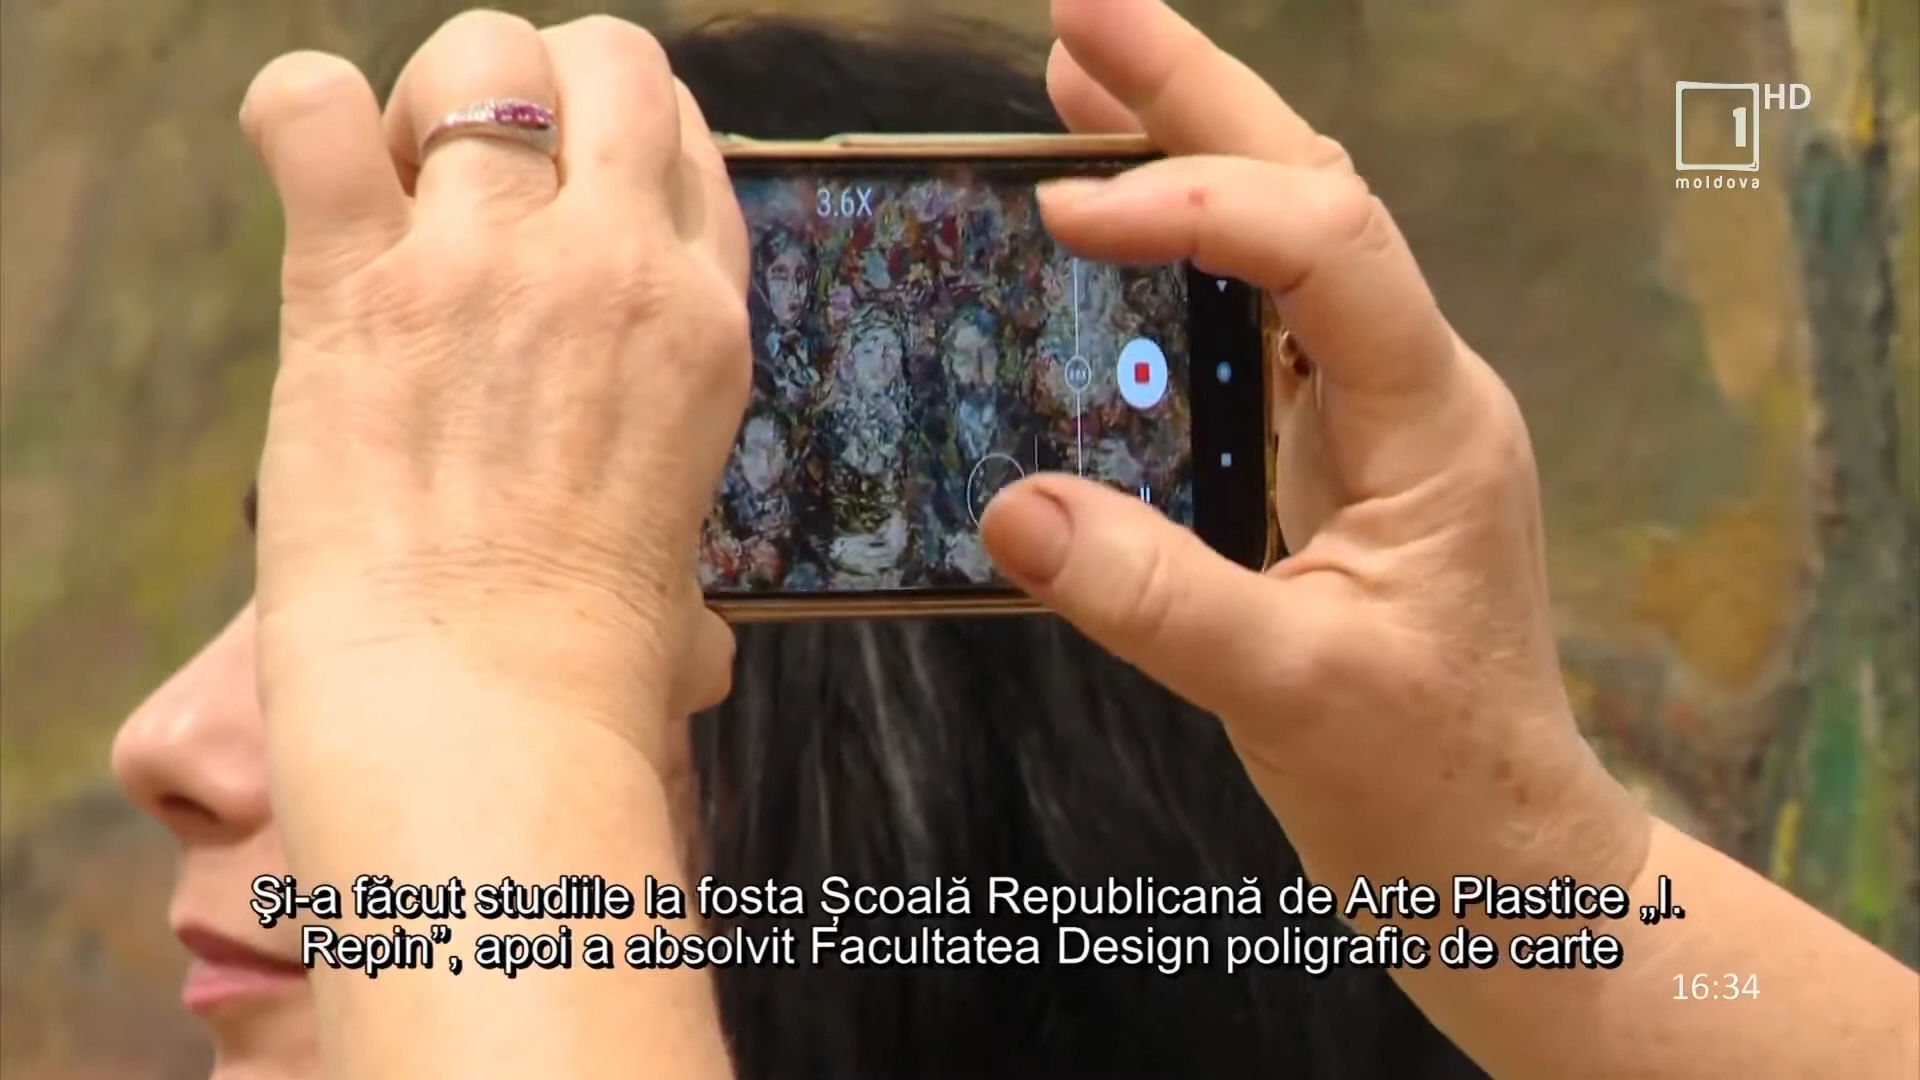 1 HD
moldova
3.6X
Şi-a făcut studiile la fosta Școală Republicană de Arte Plastice „I.
Repin”, apoi a absolvit Facultatea Design poligrafic de carte
16:34